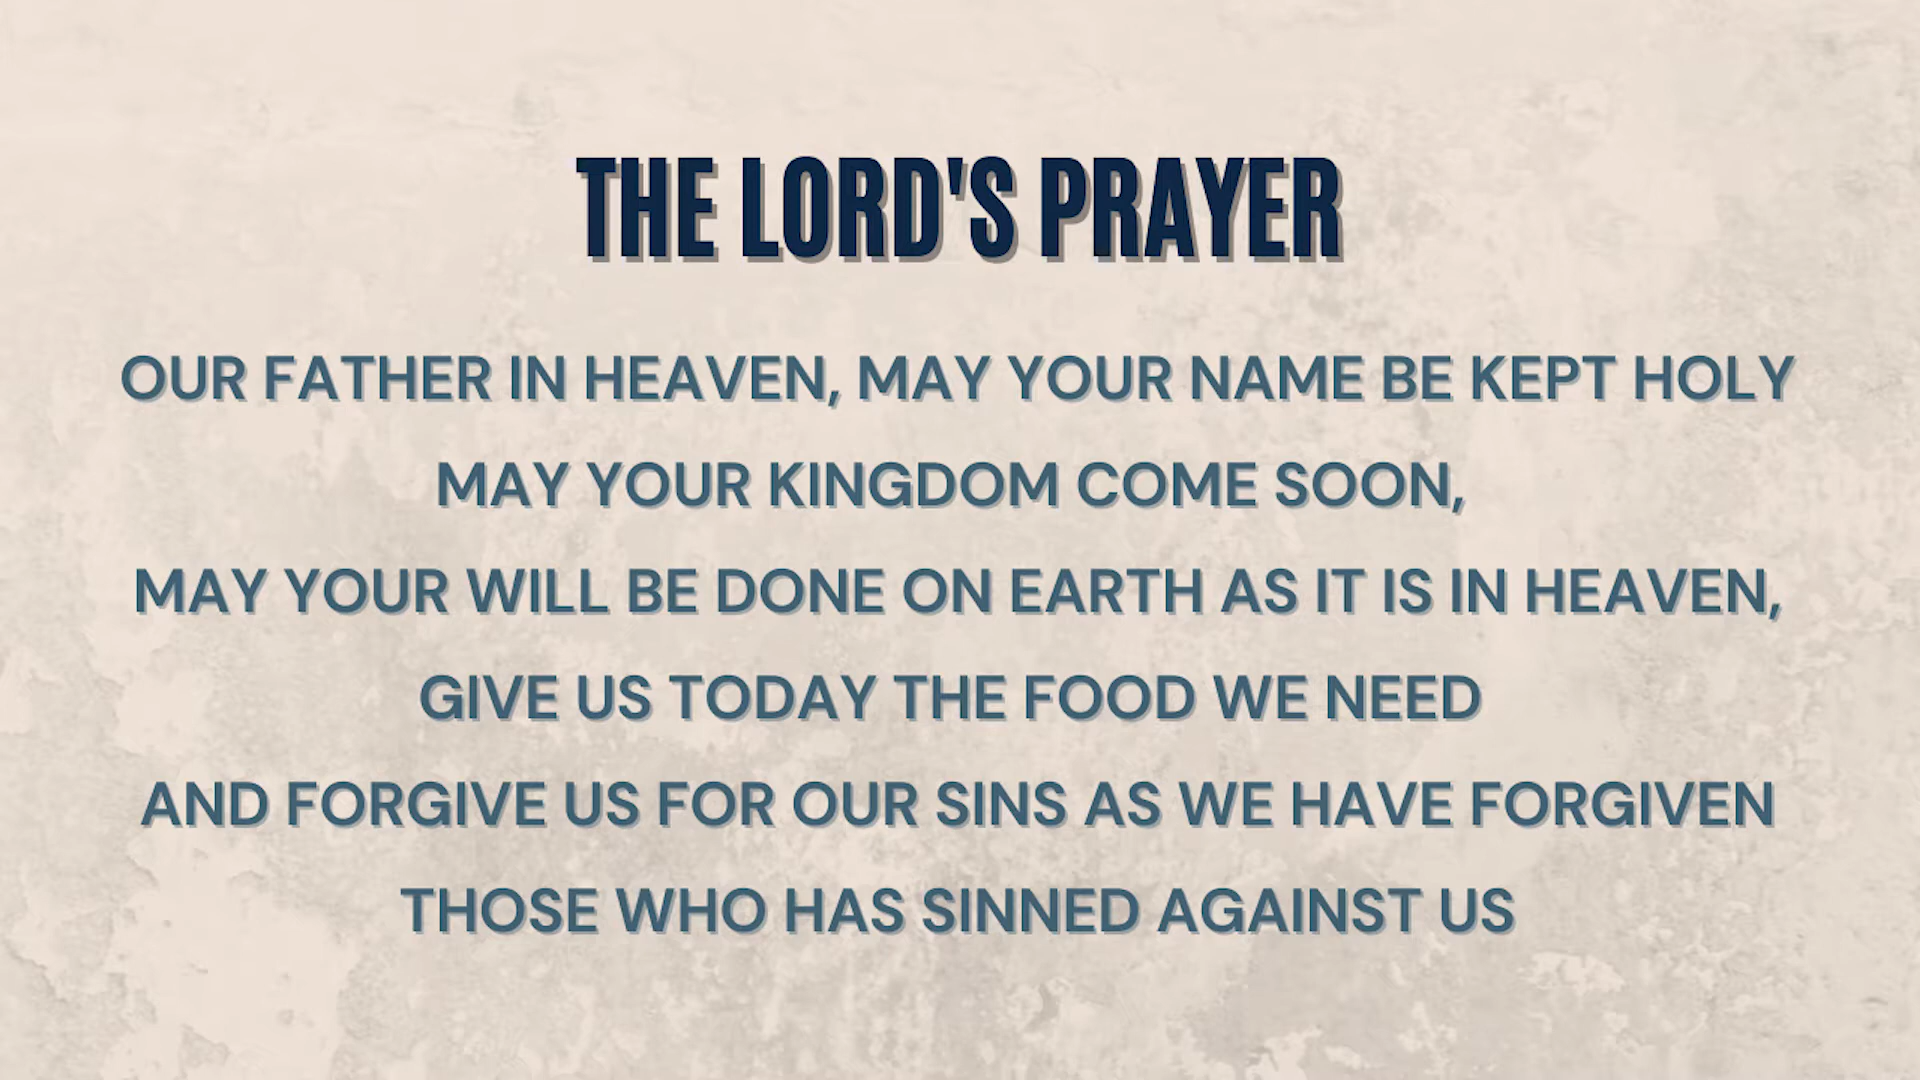 THE LORD'S PRAYER
OUR FATHER IN HEAVEN, MAY YOUR NAME BE KEPT HOLY
MAY YOUR KINGDOM COME SOON,
MAY YOUR WILL BE DONE ON EARTH AS IT IS IN HEAVEN,
GIVE US TODAY THE FOOD WE NEED
AND FORGIVE US FOR OUR SINS AS WE HAVE FORGIVEN
THOSE WHO HAS SINNED AGAINST US